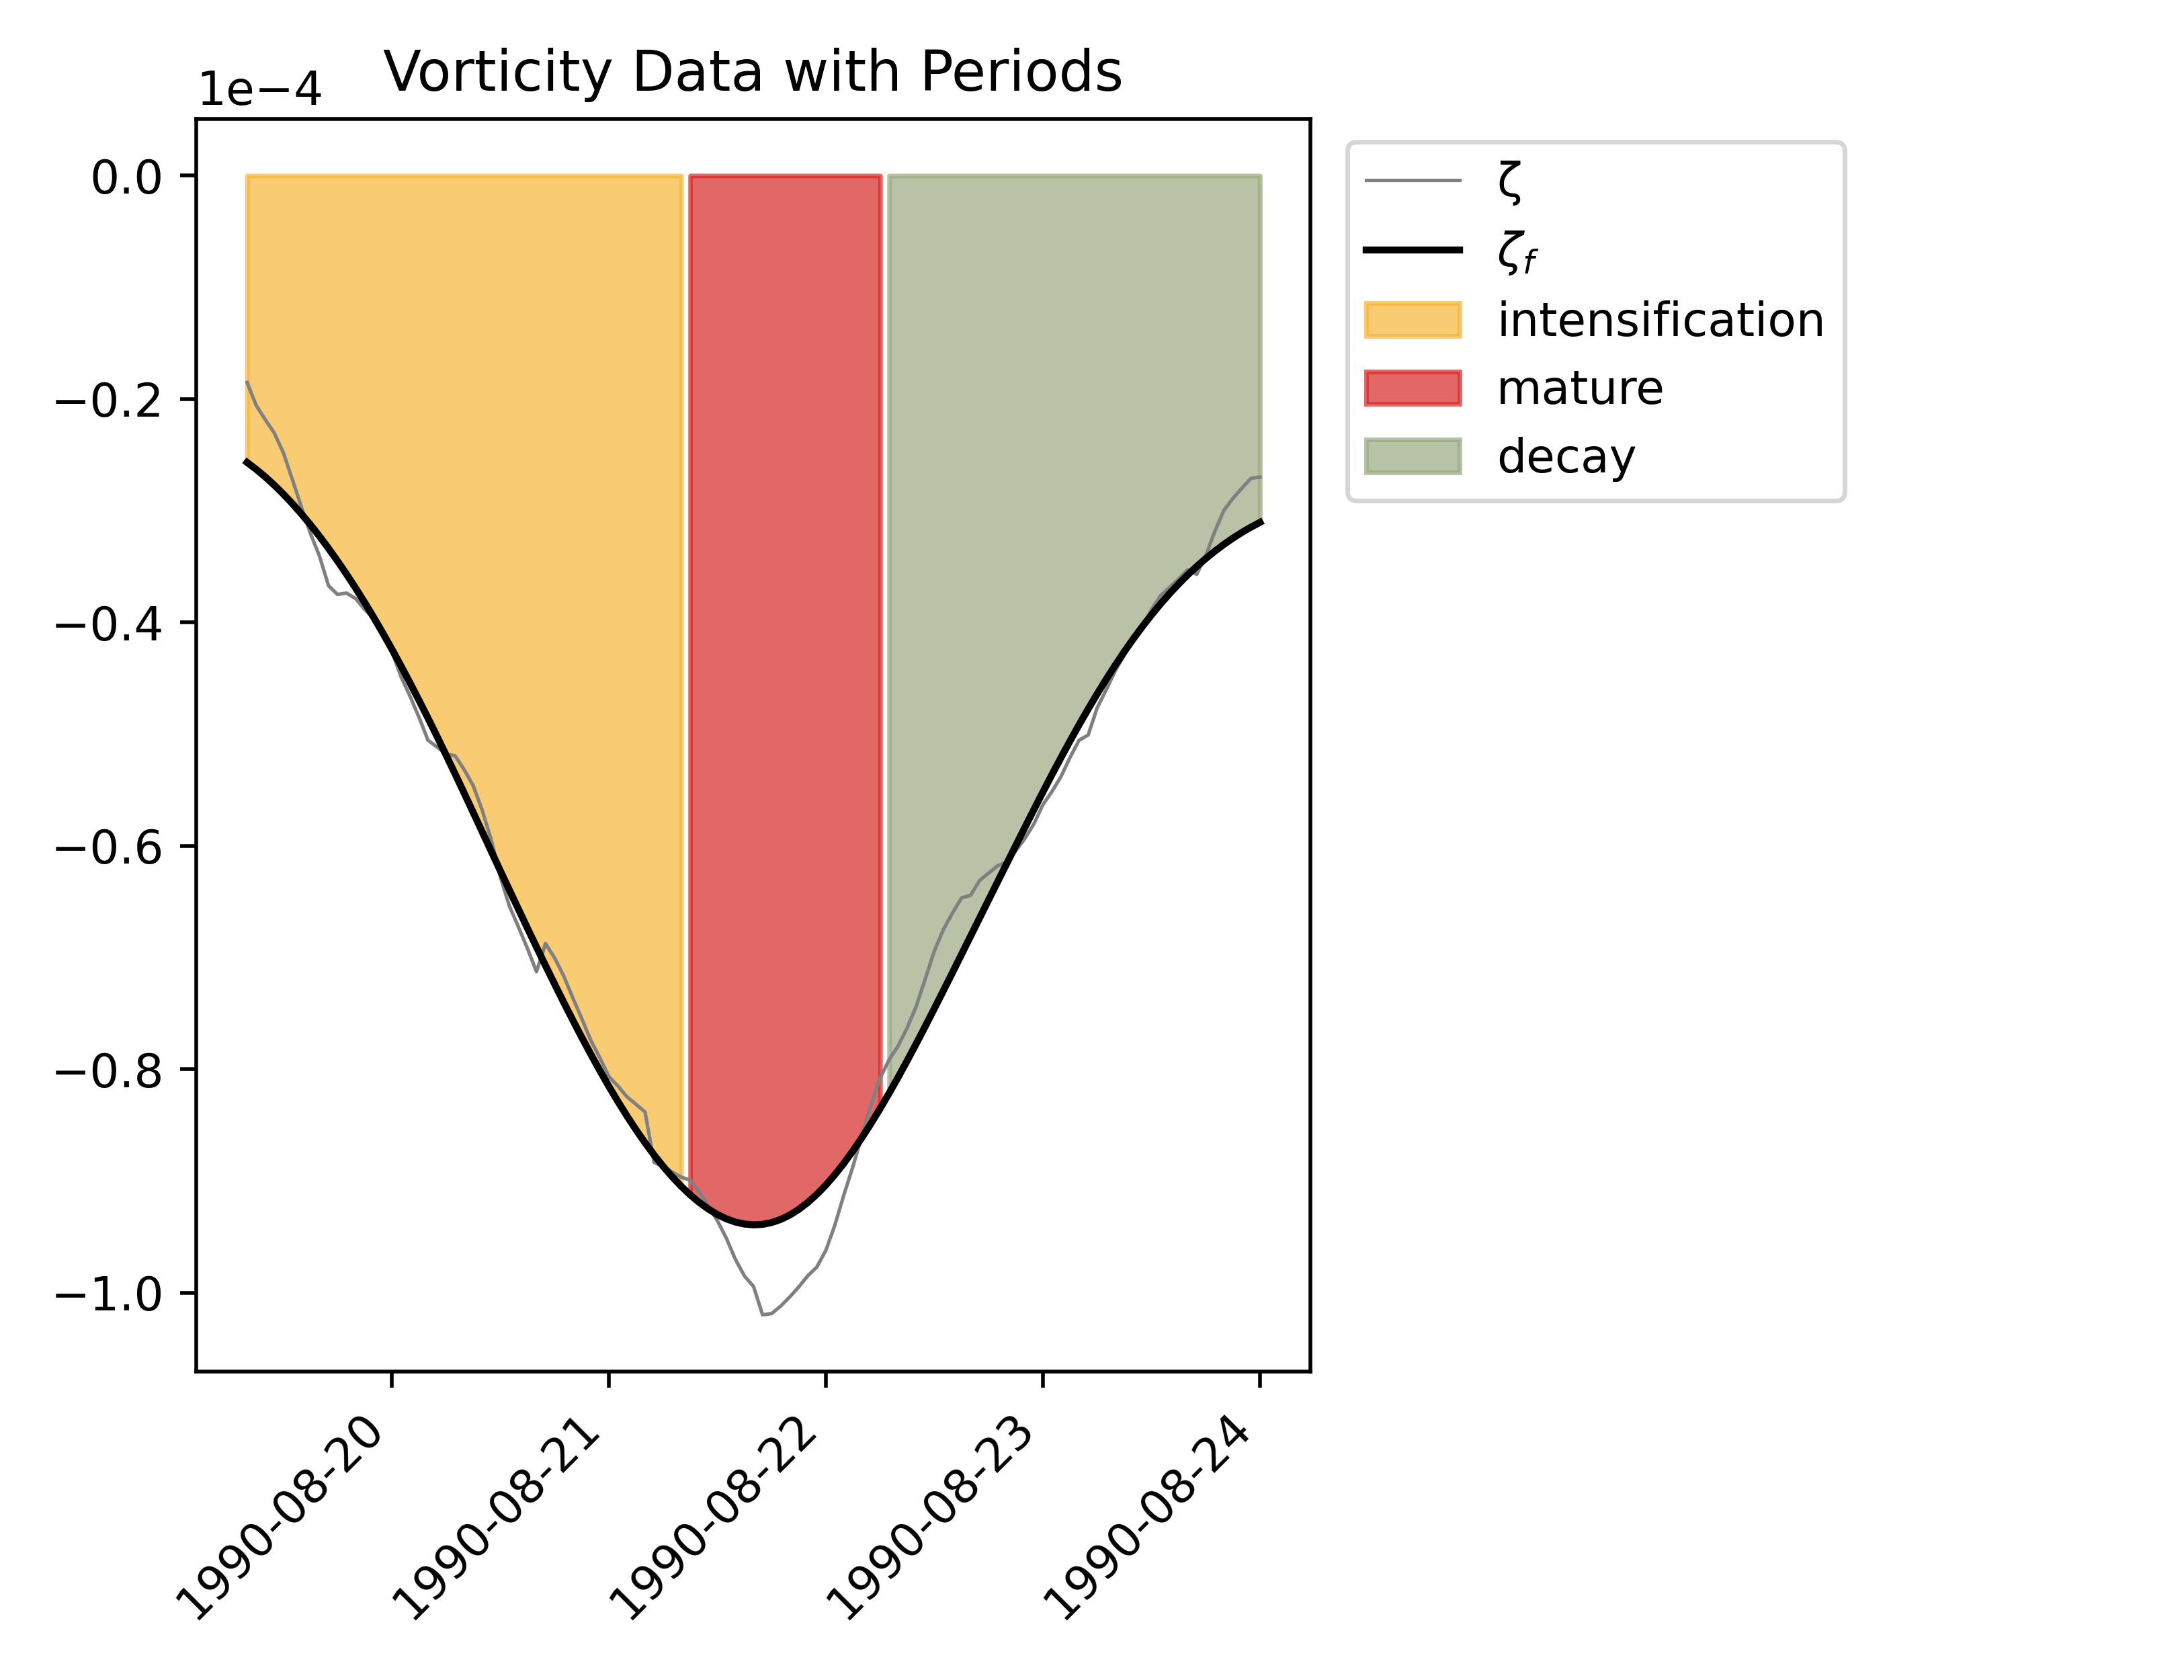 Vorticity Data with Periods
1e−4
0.0
−0.2
−0.4
−0.6
−0.8
−1.0
1990-08-20
1990-08-21
1990-08-22
1990-08-23
1990-08-24
ζ
ζf
intensification
mature
decay